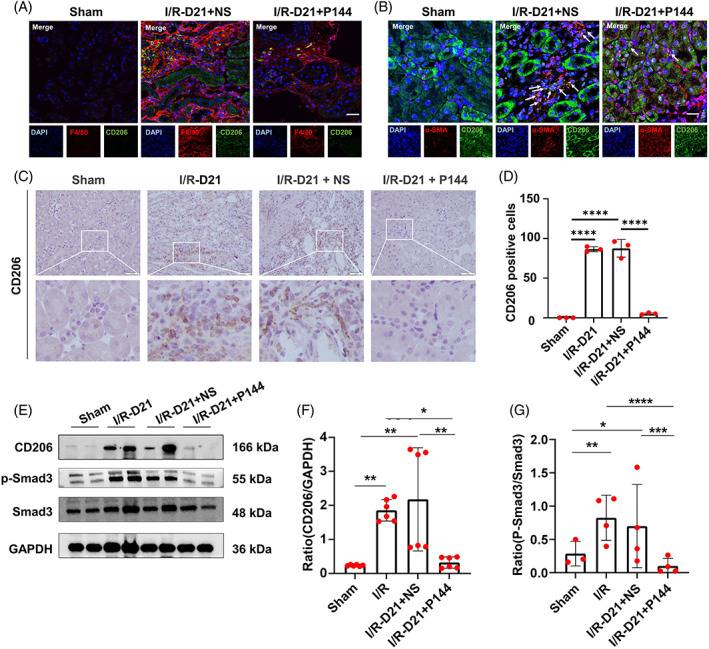 (A)
Sham
I/R-D21+NS
I/R-D21+P144
Merge
Merge
Merge
DAPI
F4/80
CD206
DAPI
F4/80
CD206
DAPI
F4/80
CD206
(B)
Sham
I/R-D21+NS
I/R-D21+P144
Merge
Merge
Merge
DAPI
α-SMA
CD206
DAPI
α-SMA
CD206
DAPI
α-SMA
CD206
(C)
Sham
I/R-D21
I/R-D21 + NS
I/R-D21 + P144
CD206
(D)
CD206 positive cells
150
100
50
0
****
****
****
Sham
I/R-D21
I/R-D21+NS
I/R-D21+P144
(E)
Sham
I/R-D21
I/R-D21+NS
I/R-D21+P144
CD206
166 kDa
p-Smad3
55 kDa
Smad3
48 kDa
GAPDH
36 kDa
(F)
Ratio(CD206/GAPDH)
4
3
2
1
0
*
**
**
**
Sham
I/R
I/R-D21+NS
I/R-D21+P144
(G)
Ratio(P-Smad3/Smad3)
2.0
1.5
1.0
0.5
0.0
****
*
***
**
Sham
I/R
I/R-D21+NS
I/R-D21+P144